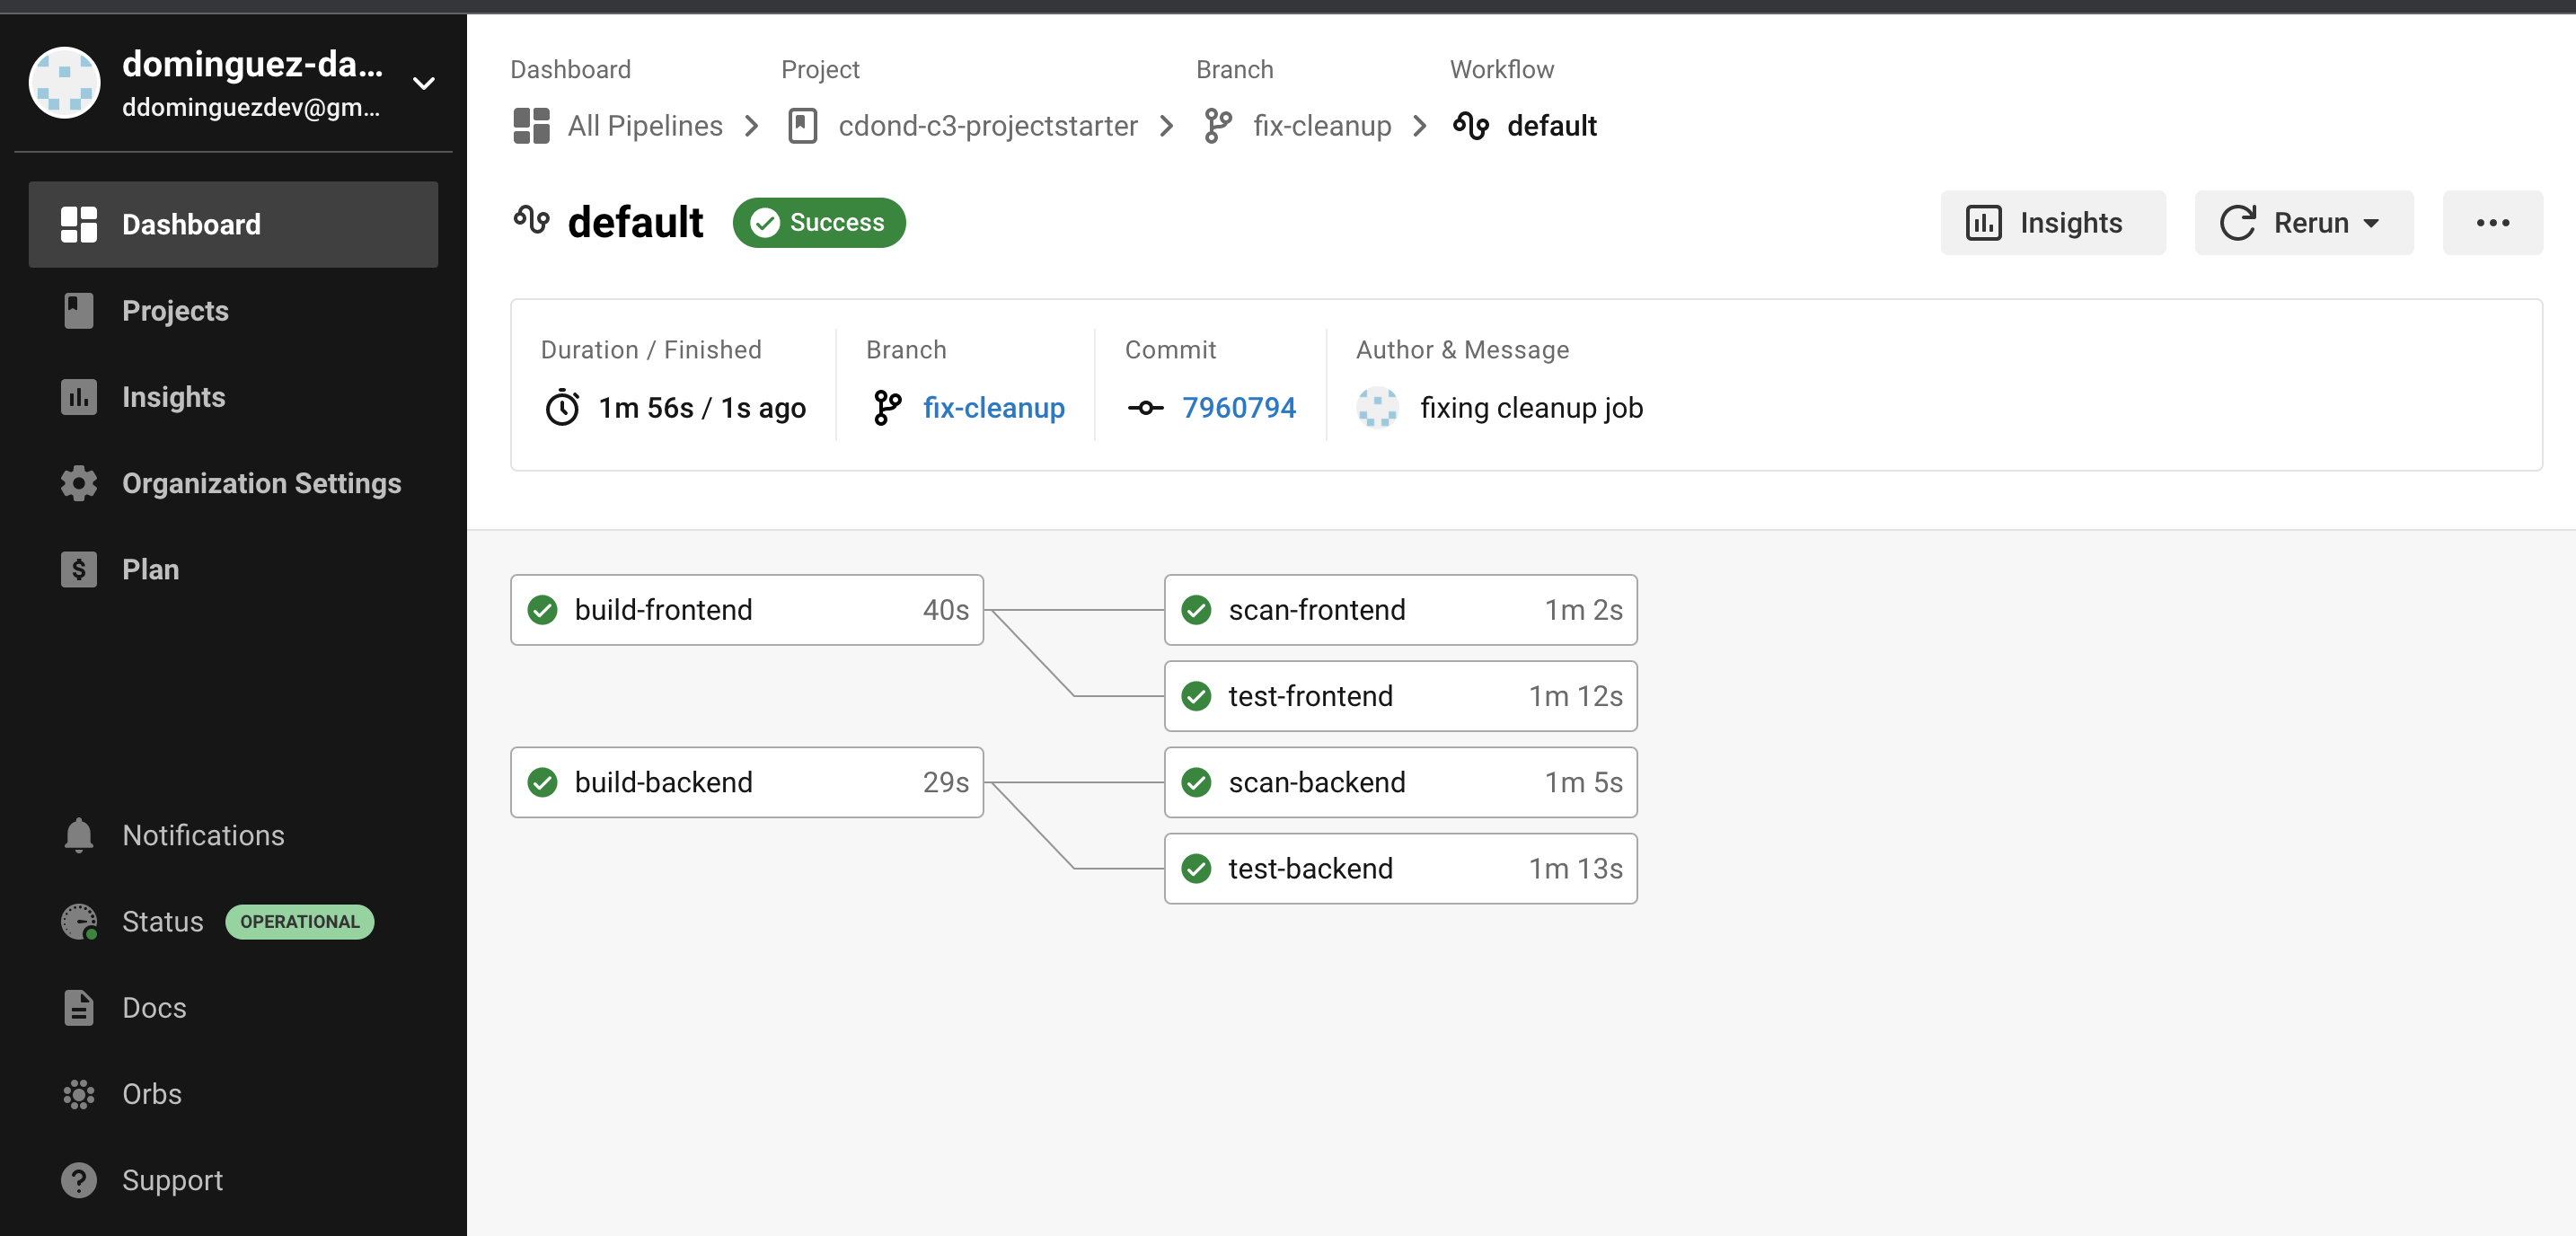 dominguez-da...
ddominguezdev@gm...
Dashboard
Projects
Insights
Organization Settings
Plan
Notifications
Status OPERATIONAL
Docs
Orbs
Support
Dashboard Project Branch Workflow
All Pipelines cdond-c3-projectstarter fix-cleanup default
default Success
Insights Rerun
Duration / Finished Branch Commit Author & Message
1m 56s / 1s ago fix-cleanup 7960794 fixing cleanup job
build-frontend 40s scan-frontend 1m 2s
test-frontend 1m 12s
build-backend 29s scan-backend 1m 5s
test-backend 1m 13s